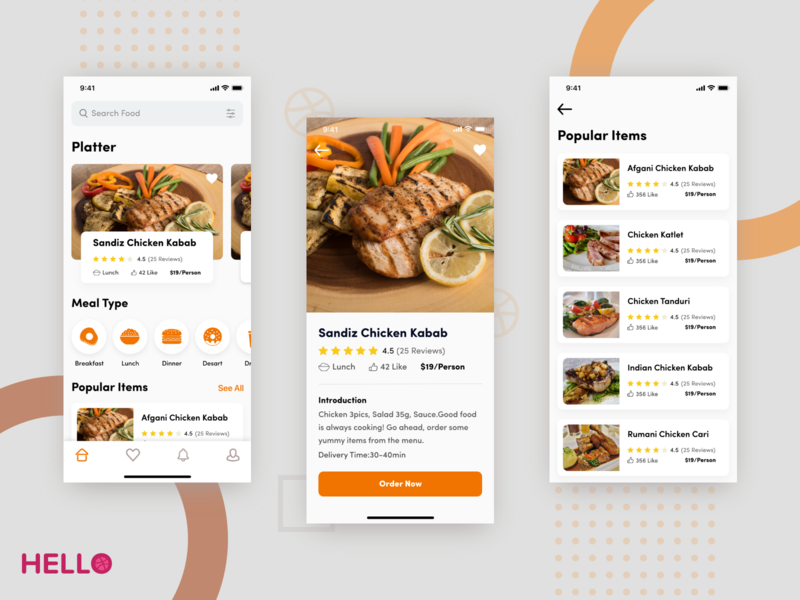 9:41
Search Food
Platter
Sandiz Chicken Kabab
4.5 (25 Reviews)
Lunch 42 Like $19/Person
Meal Type
Breakfast Lunch Dinner Desart
Popular Items See All
Afgani Chicken Kabab
4.5 (25 Reviews)
9:41
Sandiz Chicken Kabab
4.5 (25 Reviews)
Lunch 42 Like $19/Person
Introduction
Chicken 3pics, Salad 35g, Sauce.Good food
is always cooking! Go ahead, order some
yummy items from the menu.
Delivery Time:30-40min
Order Now
9:41
Popular Items
Afgani Chicken Kabab
4.5 (25 Reviews)
356 Like $19/Person
Chicken Katlet
4.5 (25 Reviews)
356 Like $19/Person
Chicken Tanduri
4.5 (25 Reviews)
356 Like $19/Person
Indian Chicken Kabab
4.5 (25 Reviews)
356 Like $19/Person
Rumani Chicken Cari
4.5 (25 Reviews)
356 Like $19/Person
HELLO